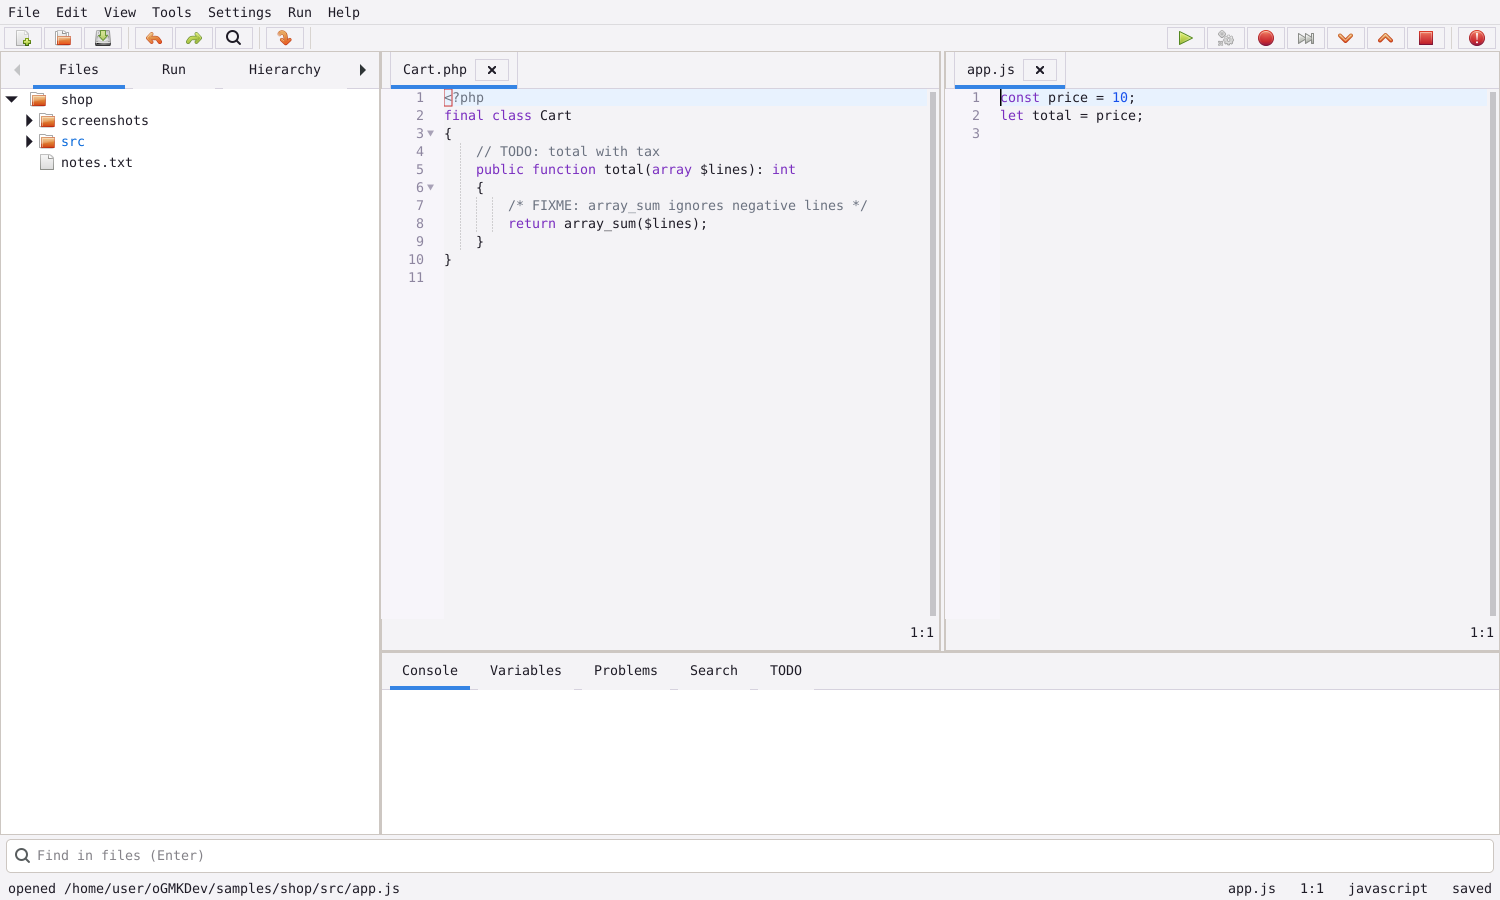 File Edit View Tools Settings Run Help
Files Run Hierarchy
shop
screenshots
src
notes.txt
Cart.php
1 <?php
2 final class Cart
3 {
4     // TODO: total with tax
5     public function total(array $lines): int
6     {
7         /* FIXME: array_sum ignores negative lines */
8         return array_sum($lines);
9     }
10 }
11
1:1
app.js
1 const price = 10;
2 let total = price;
3
1:1
Console Variables Problems Search TODO
Find in files (Enter)
opened /home/user/oGMKDev/samples/shop/src/app.js app.js 1:1 javascript saved